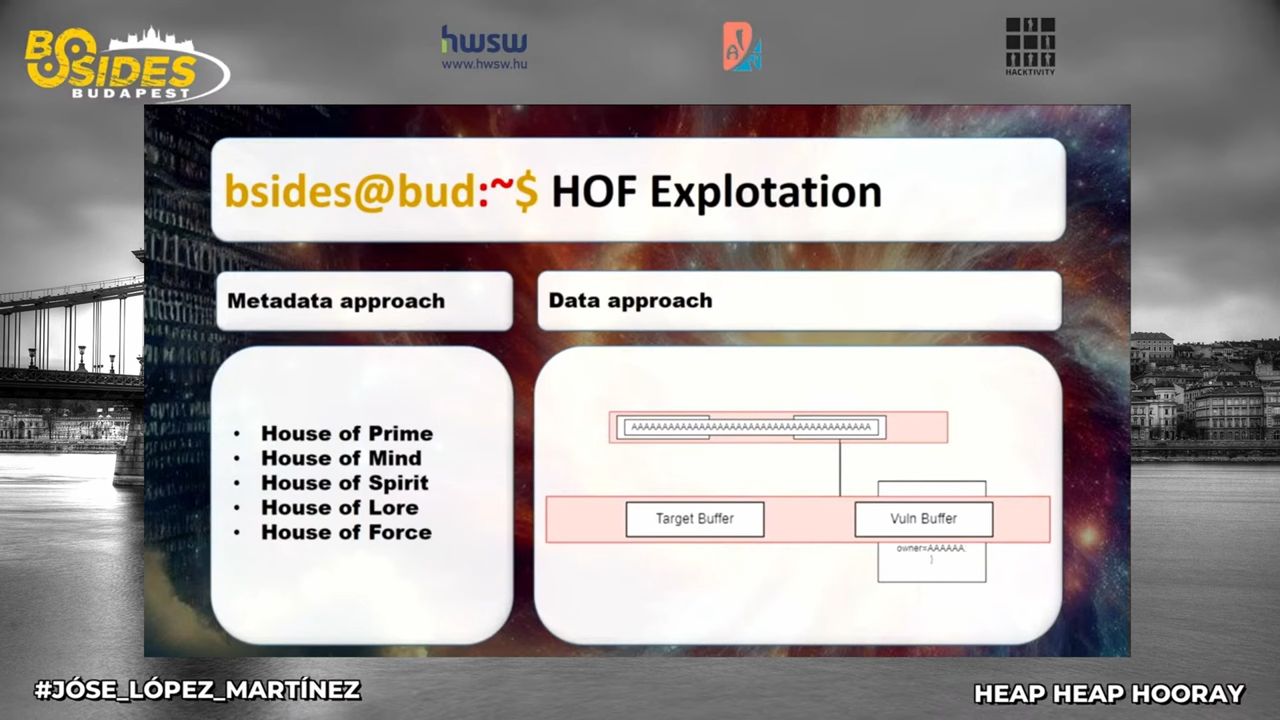 BSIDES
BUDAPEST
hwsw
www.hwsw.hu
HACKTIVITY
bsides@bud:~$ HOF Explotation
Metadata approach
Data approach
• House of Prime
• House of Mind
• House of Spirit
• House of Lore
• House of Force
AAAAAAAAAAAAAAAAAAAAAAAAAAAAAAAAAAAAAAA
Target Buffer
Vuln Buffer
owner=AAAAAA.
}
#JÓSE_LÓPEZ_MARTÍNEZ
HEAP HEAP HOORAY